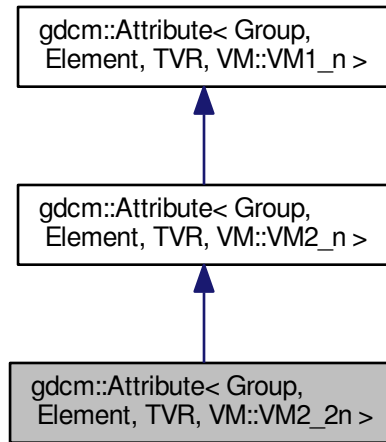 gdcm::Attribute< Group,
Element, TVR, VM::VM1_n >
gdcm::Attribute< Group,
Element, TVR, VM::VM2_n >
gdcm::Attribute< Group,
Element, TVR, VM::VM2_2n >